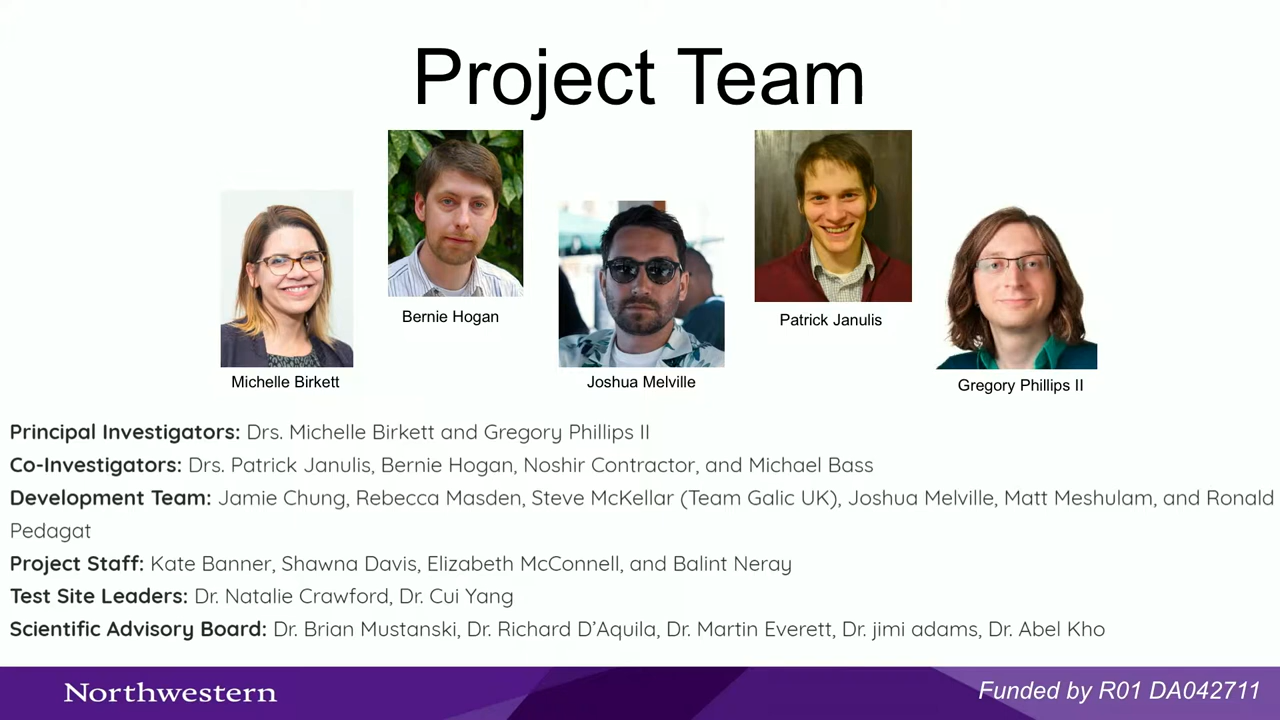 Project Team
Bernie Hogan
Patrick Janulis
Michelle Birkett
Joshua Melville
Gregory Phillips II
Principal Investigators: Drs. Michelle Birkett and Gregory Phillips II
Co-Investigators: Drs. Patrick Janulis, Bernie Hogan, Noshir Contractor, and Michael Bass
Development Team: Jamie Chung, Rebecca Masden, Steve McKellar (Team Galic UK), Joshua Melville, Matt Meshulam, and Ronald
Pedagat
Project Staff: Kate Banner, Shawna Davis, Elizabeth McConnell, and Balint Neray
Test Site Leaders: Dr. Natalie Crawford, Dr. Cui Yang
Scientific Advisory Board: Dr. Brian Mustanski, Dr. Richard D’Aquila, Dr. Martin Everett, Dr. jimi adams, Dr. Abel Kho
Northwestern
Funded by R01 DA042711